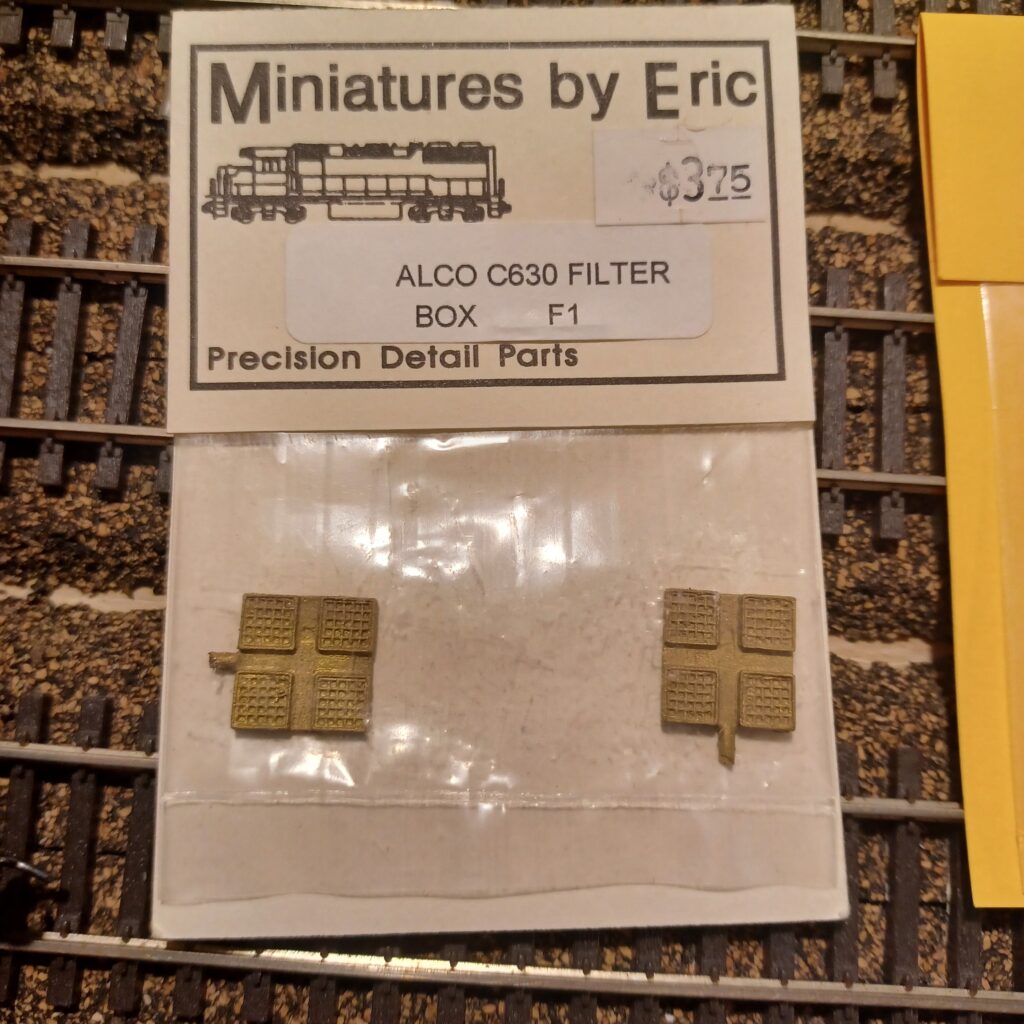 Miniatures by Eric
$3.75
ALCO C630 FILTER
BOX F1
Precision Detail Parts